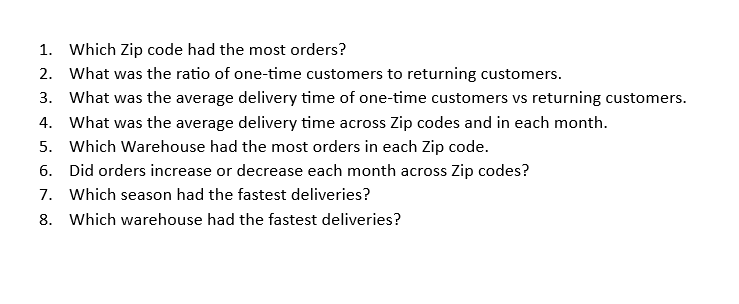 1. Which Zip code had the most orders?
2. What was the ratio of one-time customers to returning customers.
3. What was the average delivery time of one-time customers vs returning customers.
4. What was the average delivery time across Zip codes and in each month.
5. Which Warehouse had the most orders in each Zip code.
6. Did orders increase or decrease each month across Zip codes?
7. Which season had the fastest deliveries?
8. Which warehouse had the fastest deliveries?